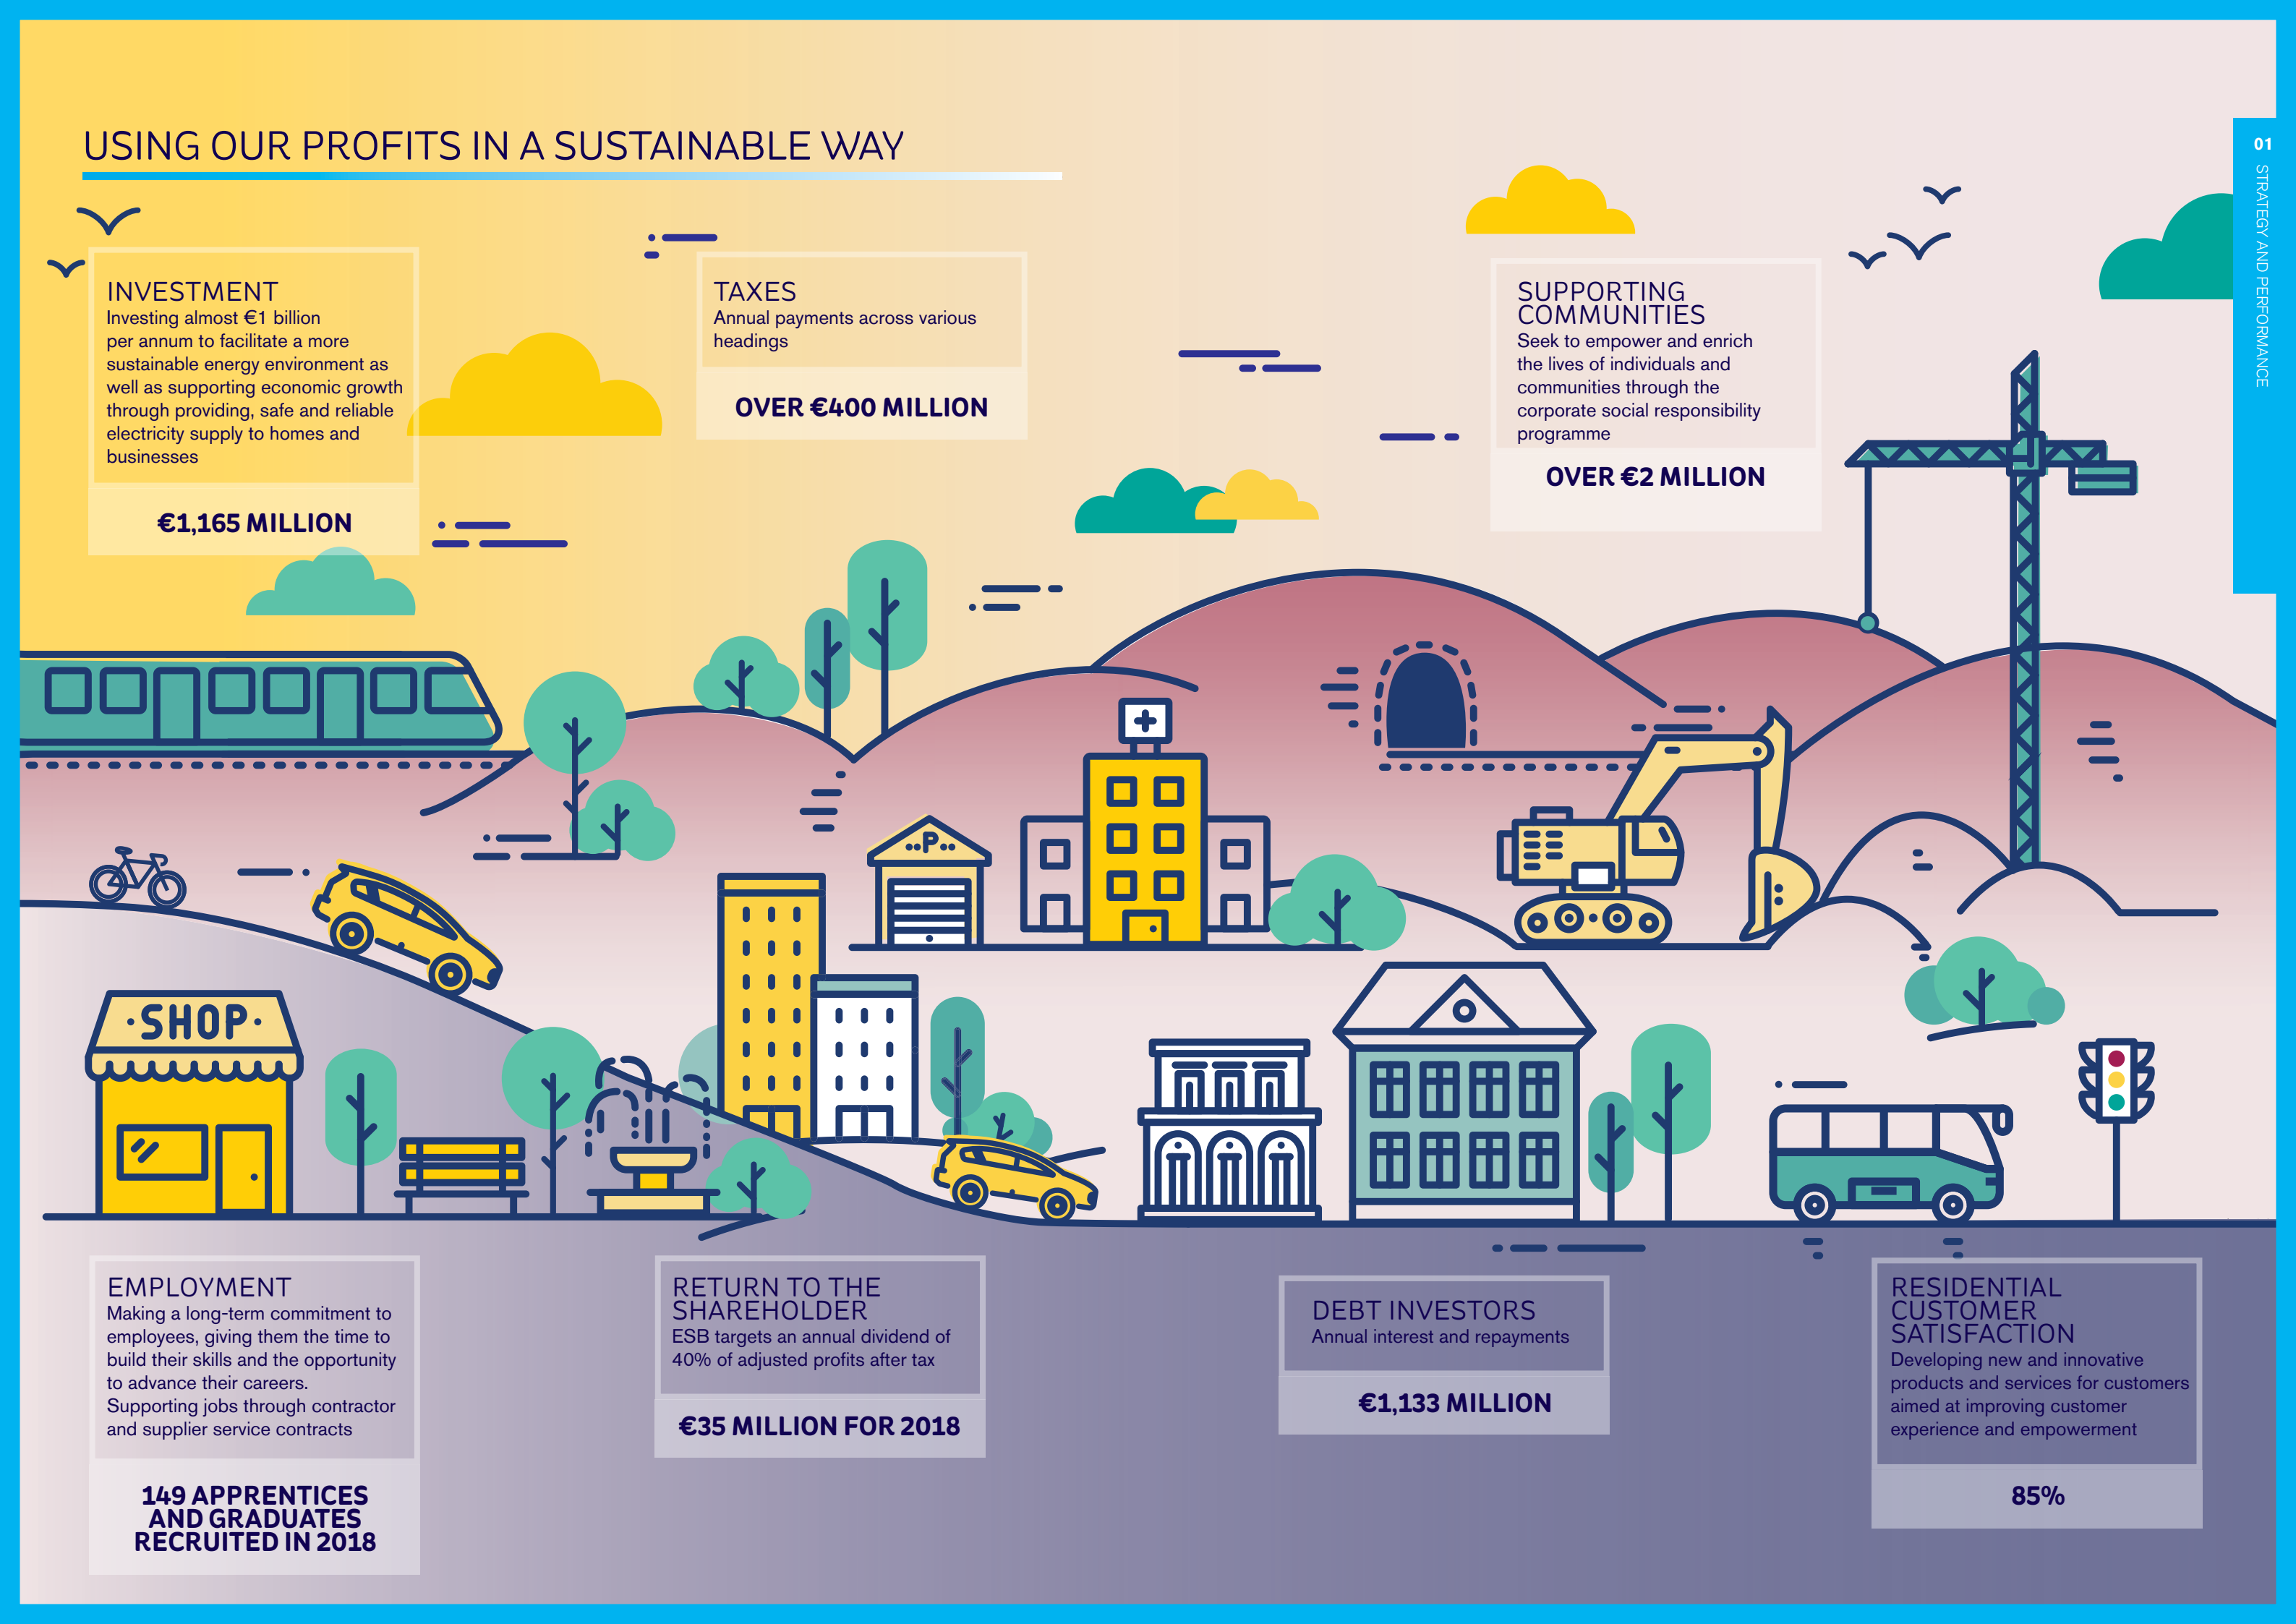 USING OUR PROFITS IN A SUSTAINABLE WAY
01
STRATEGY AND PERFORMANCE
INVESTMENT
Investing almost €1 billion
per annum to facilitate a more
sustainable energy environment as
well as supporting economic growth
through providing, safe and reliable
electricity supply to homes and
businesses
€1,165 MILLION
TAXES
Annual payments across various
headings
OVER €400 MILLION
SUPPORTING
COMMUNITIES
Seek to empower and enrich
the lives of individuals and
communities through the
corporate social responsibility
programme
OVER €2 MILLION
P
SHOP
EMPLOYMENT
Making a long-term commitment to
employees, giving them the time to
build their skills and the opportunity
to advance their careers.
Supporting jobs through contractor
and supplier service contracts
149 APPRENTICES
AND GRADUATES
RECRUITED IN 2018
RETURN TO THE
SHAREHOLDER
ESB targets an annual dividend of
40% of adjusted profits after tax
€35 MILLION FOR 2018
DEBT INVESTORS
Annual interest and repayments
€1,133 MILLION
RESIDENTIAL
CUSTOMER
SATISFACTION
Developing new and innovative
products and services for customers
aimed at improving customer
experience and empowerment
85%